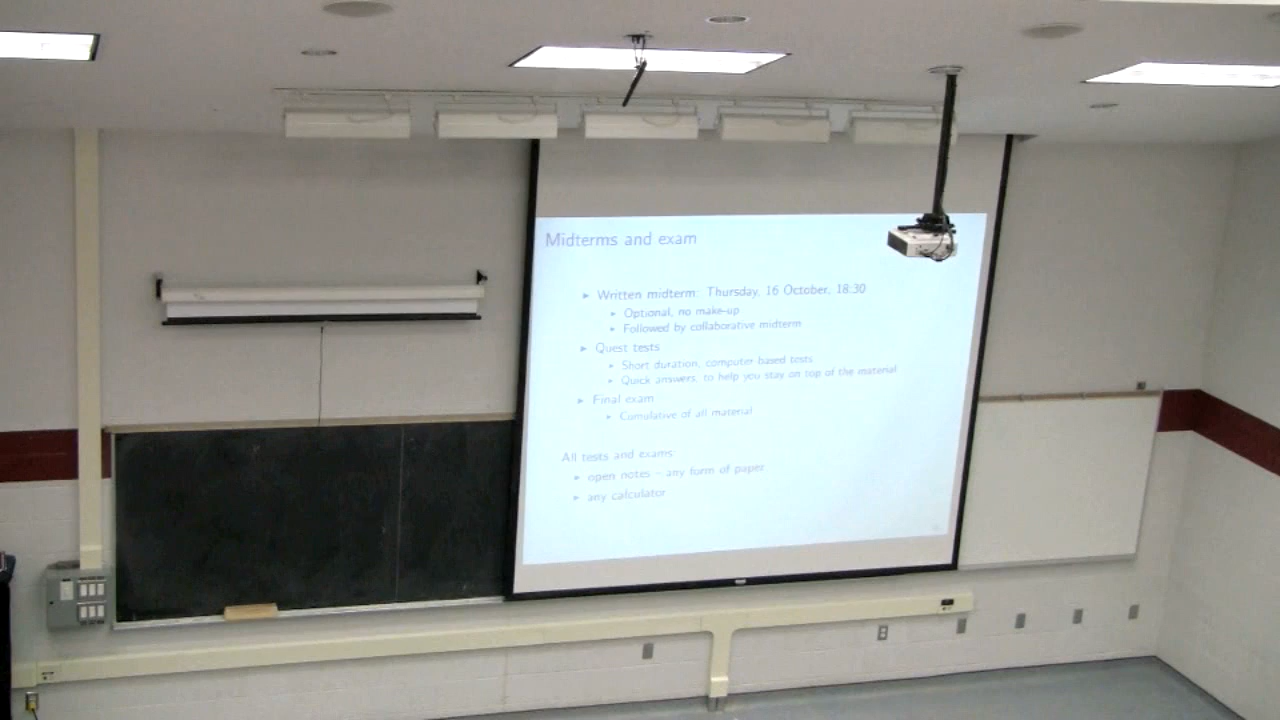 Midterms and exam
Written midterm: Thursday, 16 October, 18:30
Optional, no make-up
Followed by collaborative midterm
Quest tests
Short duration, computer based tests
Quick answers, to help you stay on top of the material
Final exam
Cumulative of all material
All tests and exams:
open notes – any form of paper
any calculator